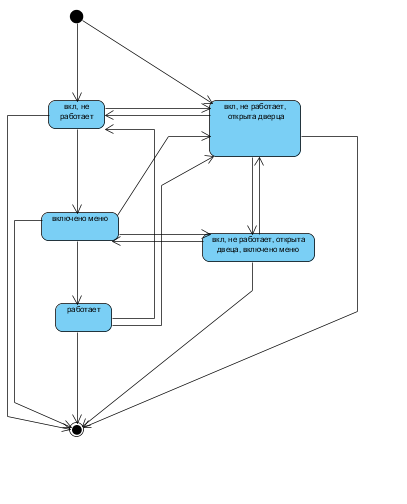 вкл, не
работает
вкл, не работает,
открыта дверца
включено меню
вкл, не работает, открыта
двеца, включено меню
работает